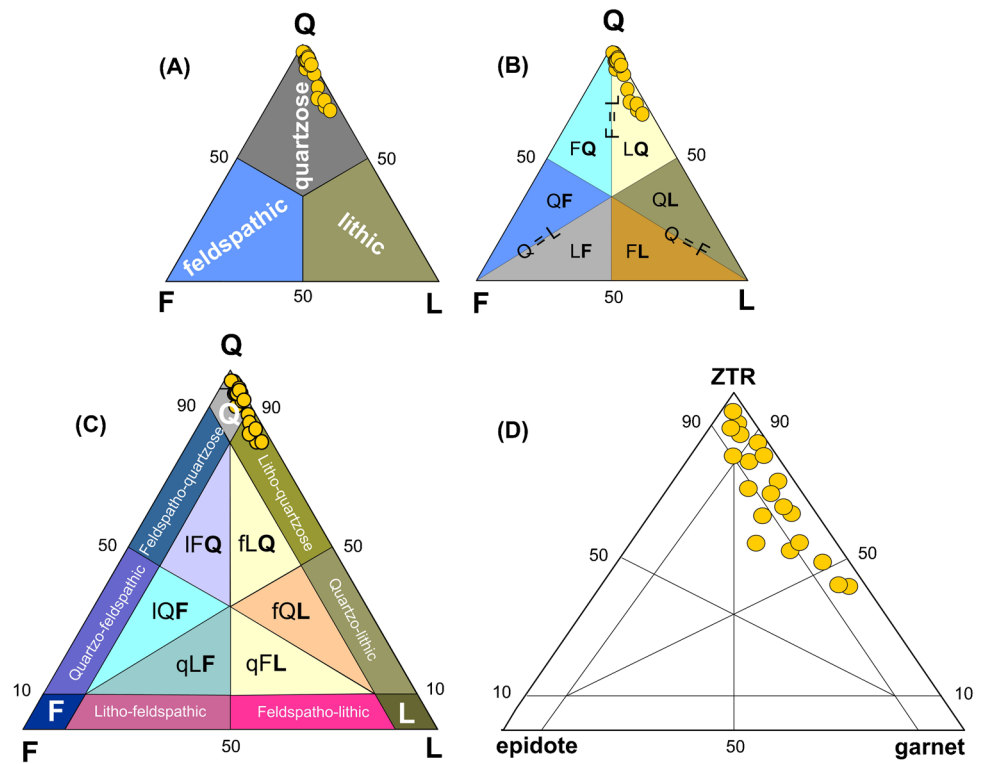 (A)
Q
50
50
quartzose
feldspathic
lithic
F
50
L
(B)
Q
F = L
50
50
FQ
LQ
QF
QL
Q = L
Q = F
LF
FL
F
50
L
(C)
Q
90
90
Q
Feldspatho-quartzose
Litho-quartzose
50
50
lFQ
fLQ
Quartzo-feldspathic
Quartzo-lithic
lQF
fQL
qLF
qFL
10
10
F
Litho-feldspathic
Feldspatho-lithic
L
F
50
L
(D)
ZTR
90
90
50
50
10
10
epidote
50
garnet